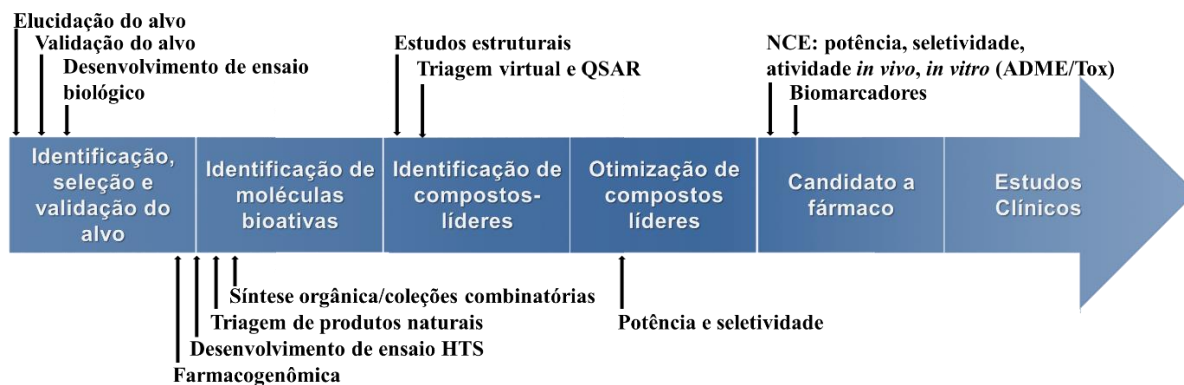 Elucidação do alvo
Validação do alvo
Desenvolvimento de ensaio
biológico
Estudos estruturais
Triagem virtual e QSAR
NCE: potência, seletividade,
atividade in vivo, in vitro (ADME/Tox)
Biomarcadores
Identificação,
seleção e
validação do
alvo
Identificação de
moléculas
bioativas
Identificação de
compostos-
líderes
Otimização de
compostos
líderes
Candidato a
fármaco
Estudos
Clínicos
Síntese orgânica/coleções combinatórias
Triagem de produtos naturais
Desenvolvimento de ensaio HTS
Farmacogenômica
Potência e seletividade